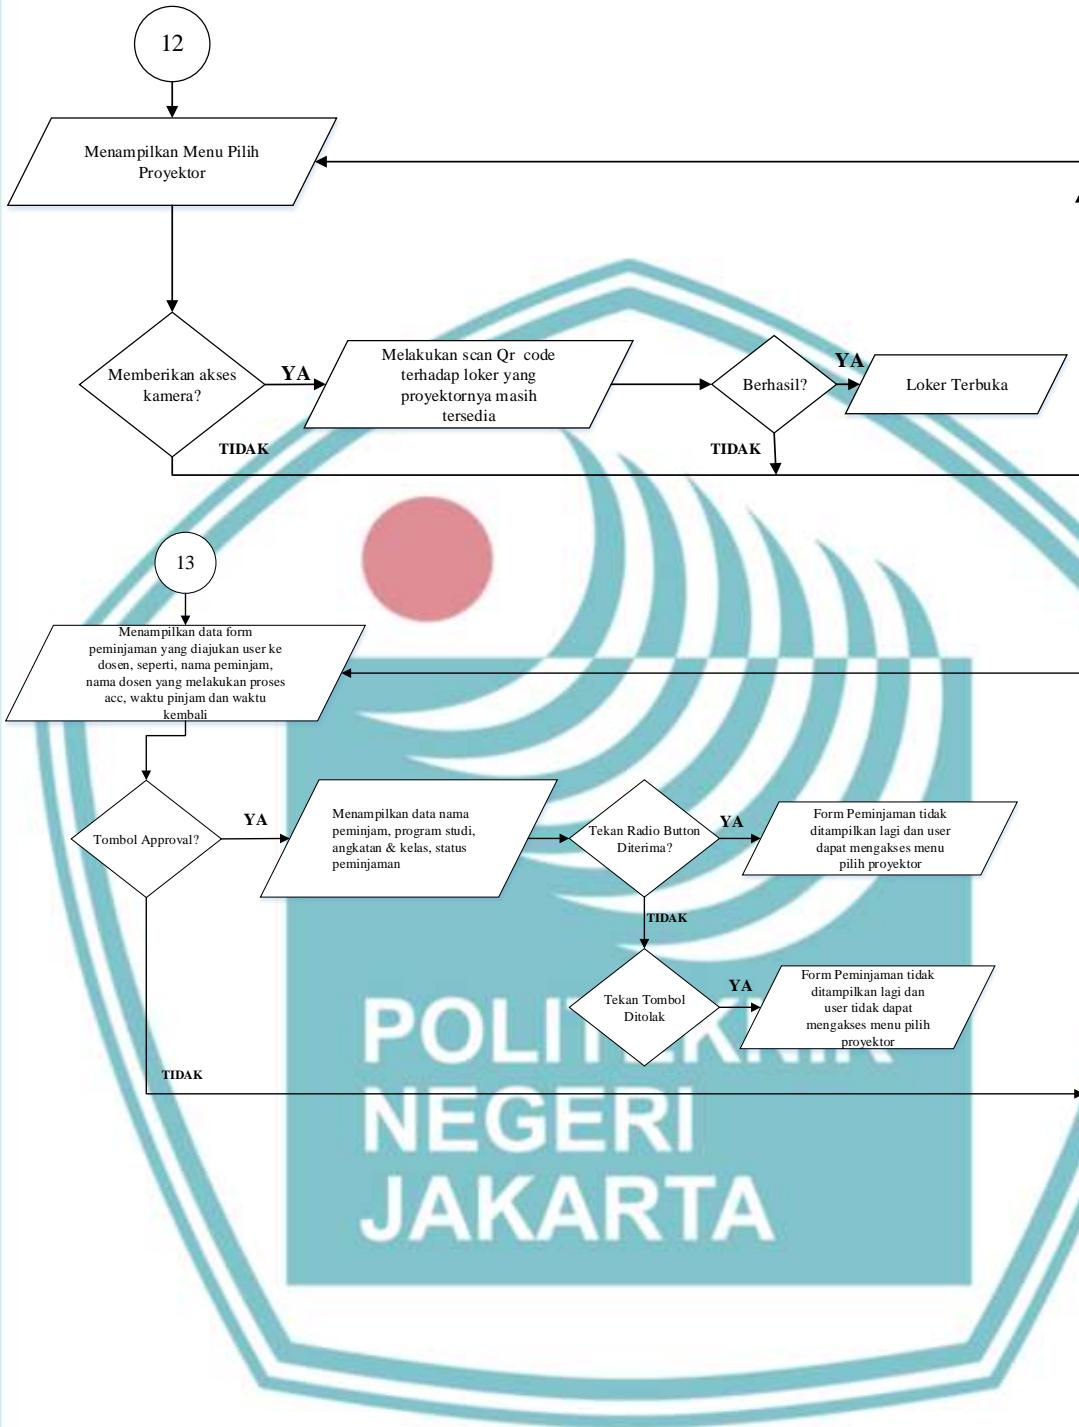 12
Menampilkan Menu Pilih
Proyektor
Memberikan akses
kamera?
YA
TIDAK
Melakukan scan Qr code
terhadap loker yang
proyektornya masih
tersedia
Berhasil?
YA
TIDAK
Loker Terbuka
13
Menampilkan data form
peminjaman yang diajukan user ke
dosen, seperti, nama peminjam,
nama dosen yang melakukan proses
acc, waktu pinjam dan waktu
kembali
Tombol Approval?
YA
TIDAK
Menampilkan data nama
peminjam, program studi,
angkatan & kelas, status
peminjaman
Tekan Radio Button
Diterima?
YA
TIDAK
Form Peminjaman tidak
ditampilkan lagi dan user
dapat mengakses menu
pilih proyektor
Tekan Tombol
Ditolak
YA
Form Peminjaman tidak
ditampilkan lagi dan
user tidak dapat
mengakses menu pilih
proyektor
POLITEKNIK
NEGERI
JAKARTA